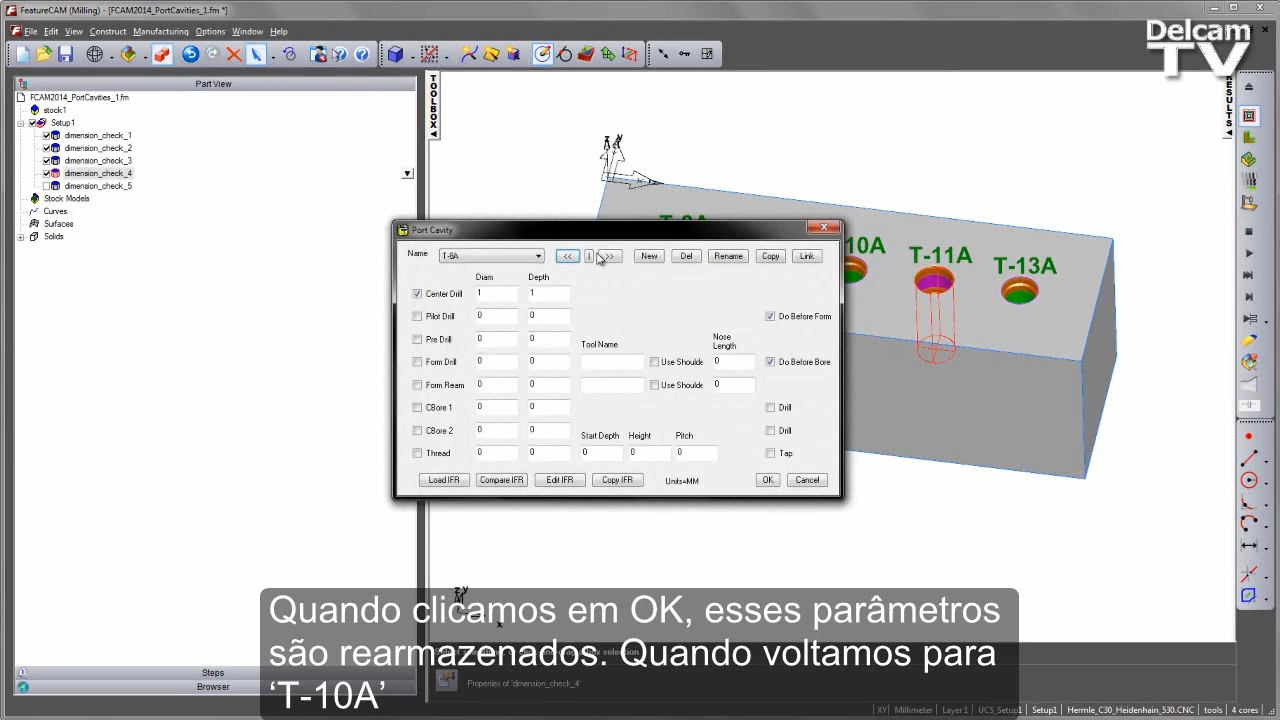 FeatureCAM (Milling) - [FCAM2014_PortCavities_1.fm *]
File Edit View Construct Manufacturing Options Window Help
Delcam
TV
Part View
FCAM2014_PortCavities_1.fm
stock1
Setup1
dimension_check_1
dimension_check_2
dimension_check_3
dimension_check_4
dimension_check_5
Stock Models
Curves
Surfaces
Solids
TOOLBOX
RESULTS
T-11A
T-13A
Port Cavity
Name T-8A << | >> New Del Rename Copy Link
Diam Depth
Center Drill 1 1
Pilot Drill 0 0 Do Before Form
Pre Drill 0 0 Tool Name Nose Length
Form Drill 0 0 Use Shoulde 0 Do Before Bore
Form Ream 0 0 Use Shoulde 0
CBore 1 0 0 Drill
CBore 2 0 0 Start Depth Height Pitch Drill
Thread 0 0 0 0 0 Tap
Load IFR Compare IFR Edit IFR Copy IFR Units=MM OK Cancel
Quando clicamos em OK, esses parâmetros
são rearmazenados. Quando voltamos para
‘T-10A’
Properties of 'dimension_check_4'
Steps
Browser
XY Millimeter Layer1 UCS_Setup1 Setup1 Hermle_C30_Heidenhain_530.CNC tools 4 cores